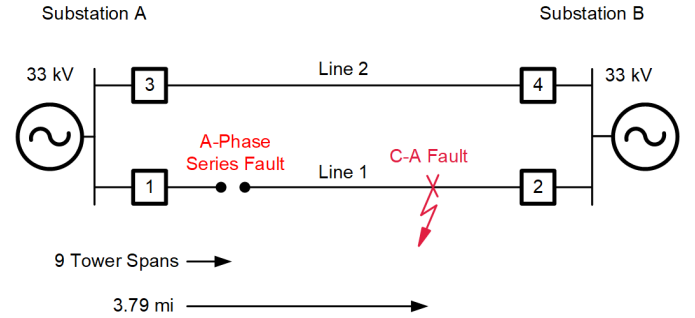 Substation A
Substation B
33 kV
3
Line 2
4
33 kV
A-Phase
Series Fault
C-A Fault
1
Line 1
2
9 Tower Spans
3.79 mi